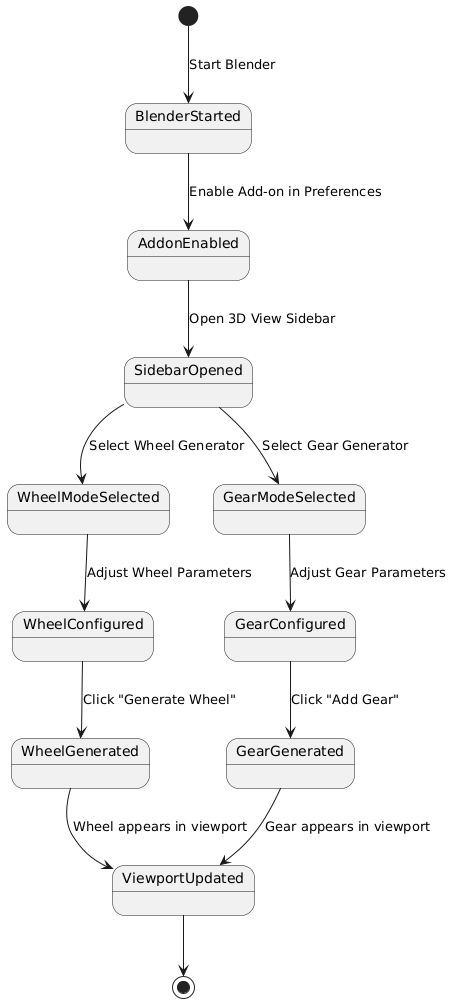 Start Blender
BlenderStarted
Enable Add-on in Preferences
AddonEnabled
Open 3D View Sidebar
SidebarOpened
Select Wheel Generator
Select Gear Generator
WheelModeSelected
GearModeSelected
Adjust Wheel Parameters
Adjust Gear Parameters
WheelConfigured
GearConfigured
Click "Generate Wheel"
Click "Add Gear"
WheelGenerated
GearGenerated
Wheel appears in viewport
Gear appears in viewport
ViewportUpdated